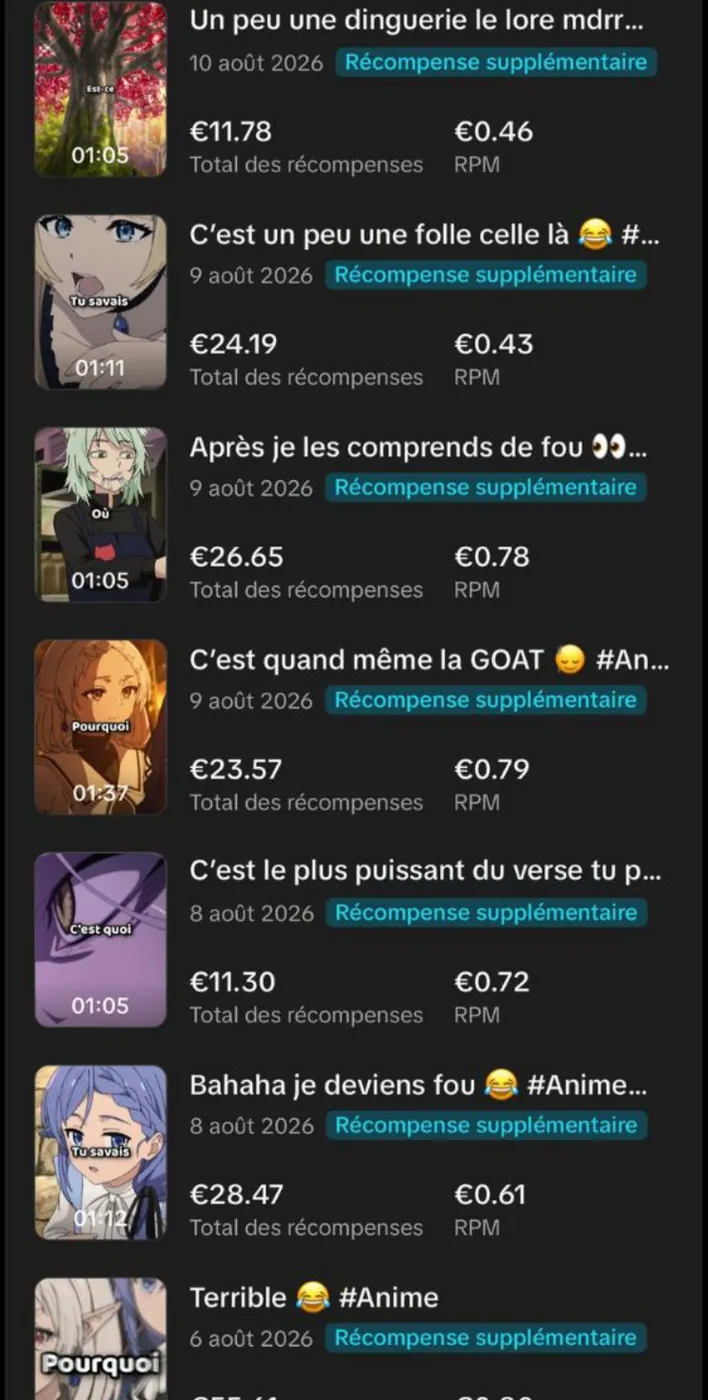 Un peu une dinguerie le lore mdrr...
10 août 2026 Récompense supplémentaire
Est-ce
€11.78 €0.46
01:05
Total des récompenses RPM
C'est un peu une folle celle là 😂 #...
9 août 2026 Récompense supplémentaire
Tu savais
€24.19 €0.43
01:11
Total des récompenses RPM
Après je les comprends de fou 👀...
9 août 2026 Récompense supplémentaire
Où
€26.65 €0.78
01:05
Total des récompenses RPM
C'est quand même la GOAT 😌 #An...
9 août 2026 Récompense supplémentaire
Pourquoi
€23.57 €0.79
01:37
Total des récompenses RPM
C'est le plus puissant du verse tu p...
8 août 2026 Récompense supplémentaire
C'est quoi
€11.30 €0.72
01:05
Total des récompenses RPM
Bahaha je deviens fou 😂 #Anime...
8 août 2026 Récompense supplémentaire
Tu savais
€28.47 €0.61
01:12
Total des récompenses RPM
Terrible 😂 #Anime
6 août 2026 Récompense supplémentaire
Pourquoi